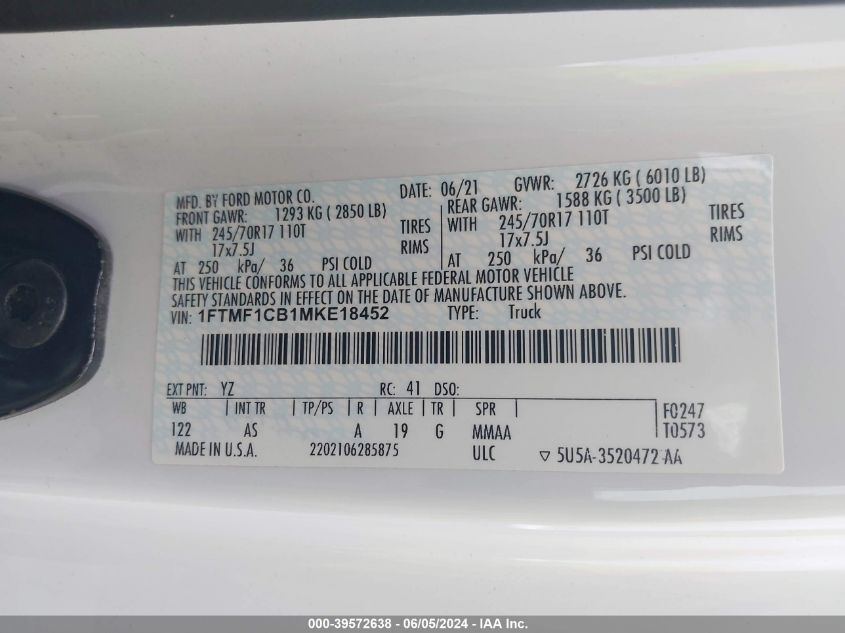 MFD. BY FORD MOTOR CO. DATE: 06/21 GVWR: 2726 KG ( 6010 LB)
FRONT GAWR: 1293 KG ( 2850 LB) REAR GAWR: 1588 KG ( 3500 LB)
WITH 245/70R17 110T TIRES WITH 245/70R17 110T TIRES
17x7.5J RIMS 17x7.5J RIMS
AT 250 kPa/ 36 PSI COLD AT 250 kPa/ 36 PSI COLD
THIS VEHICLE CONFORMS TO ALL APPLICABLE FEDERAL MOTOR VEHICLE
SAFETY STANDARDS IN EFFECT ON THE DATE OF MANUFACTURE SHOWN ABOVE.
VIN: 1FTMF1CB1MKE18452 TYPE: Truck
EXT PNT: YZ RC: 41 DSO:
WB INT TR TP/PS R AXLE TR SPR F0247
122 AS A 19 G MMAA T0573
MADE IN U.S.A. 2202106285875 ULC ▽ 5U5A-3520472-AA
000-39572638 - 06/05/2024 - IAA Inc.